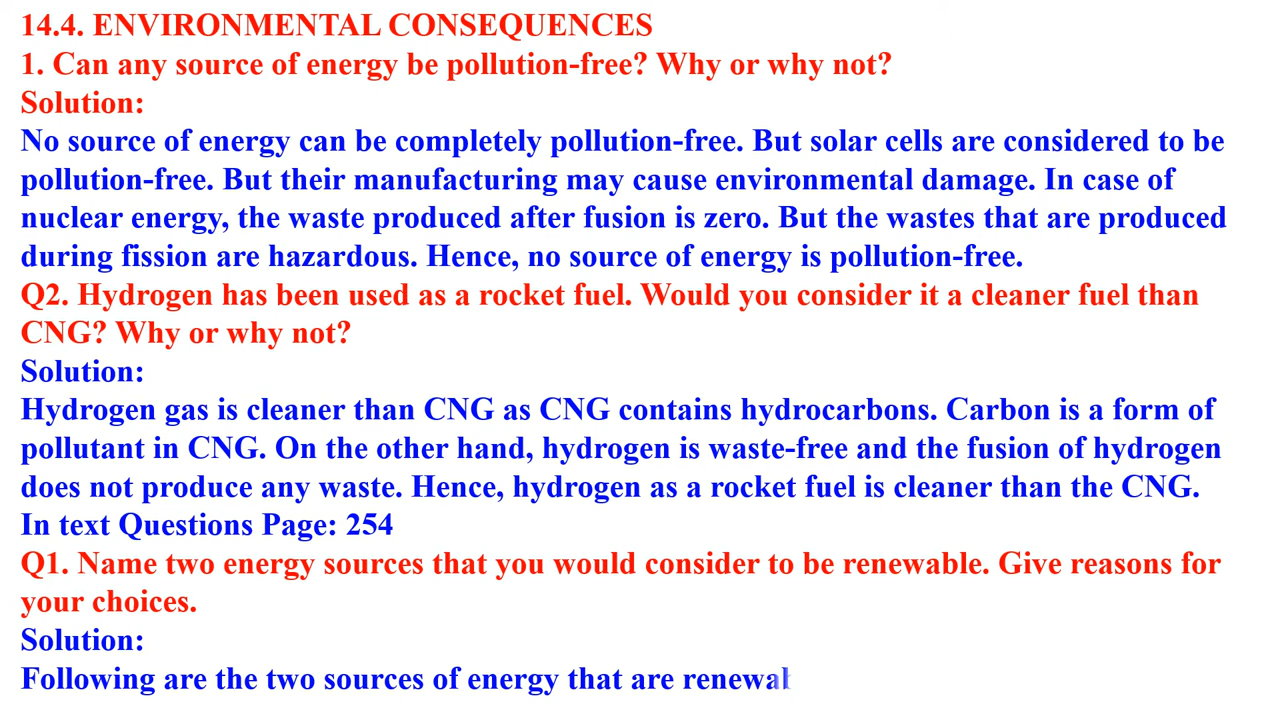 14.4. ENVIRONMENTAL CONSEQUENCES
1. Can any source of energy be pollution-free? Why or why not?
Solution:
No source of energy can be completely pollution-free. But solar cells are considered to be
pollution-free. But their manufacturing may cause environmental damage. In case of
nuclear energy, the waste produced after fusion is zero. But the wastes that are produced
during fission are hazardous. Hence, no source of energy is pollution-free.
Q2. Hydrogen has been used as a rocket fuel. Would you consider it a cleaner fuel than
CNG? Why or why not?
Solution:
Hydrogen gas is cleaner than CNG as CNG contains hydrocarbons. Carbon is a form of
pollutant in CNG. On the other hand, hydrogen is waste-free and the fusion of hydrogen
does not produce any waste. Hence, hydrogen as a rocket fuel is cleaner than the CNG.
In text Questions Page: 254
Q1. Name two energy sources that you would consider to be renewable. Give reasons for
your choices.
Solution:
Following are the two sources of energy that are